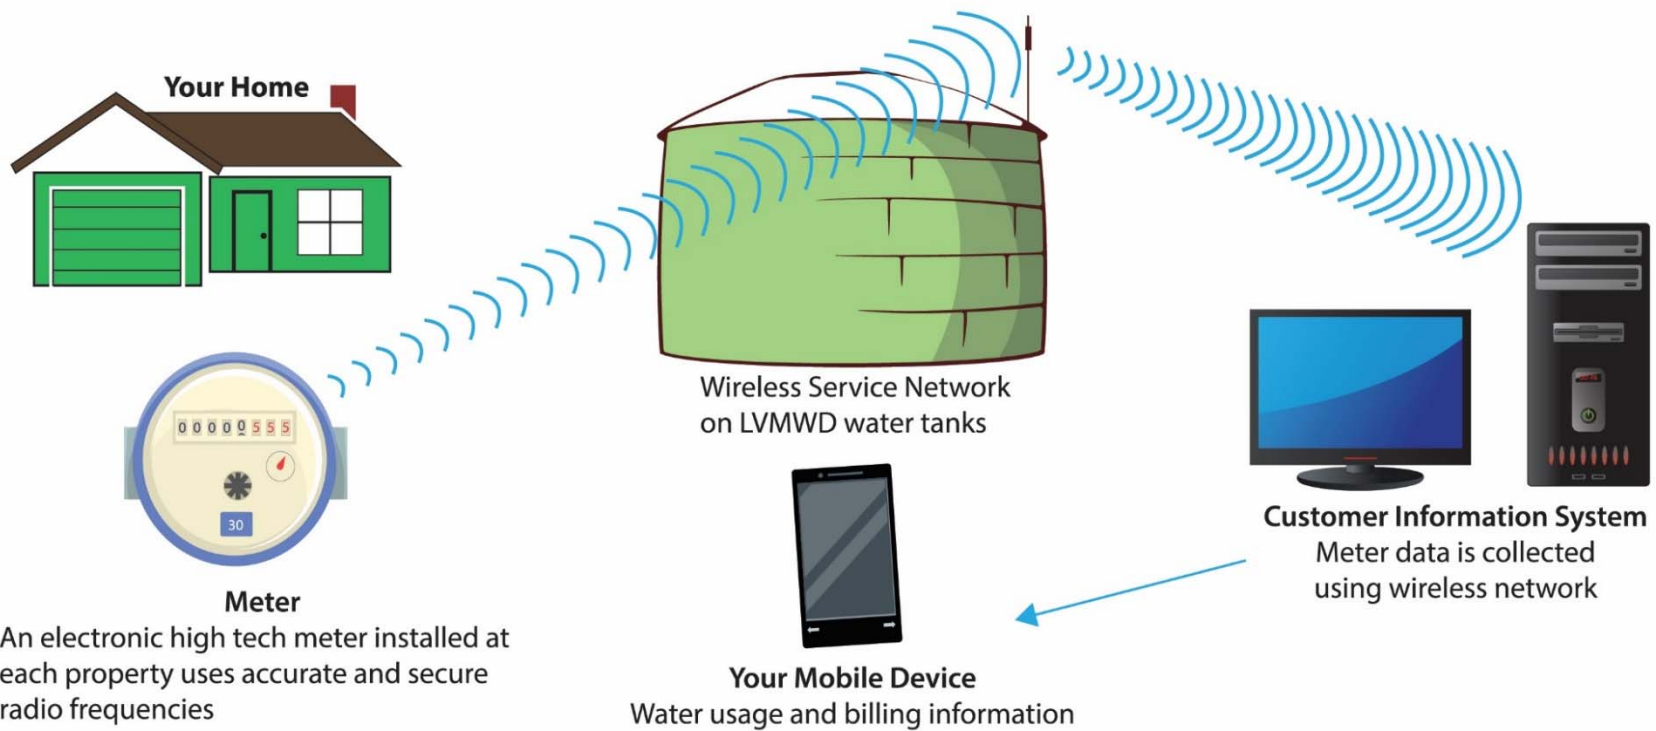 Your Home
00000555
30
Meter
An electronic high tech meter installed at
each property uses accurate and secure
radio frequencies
Wireless Service Network
on LVMWD water tanks
Your Mobile Device
Water usage and billing information
Customer Information System
Meter data is collected
using wireless network